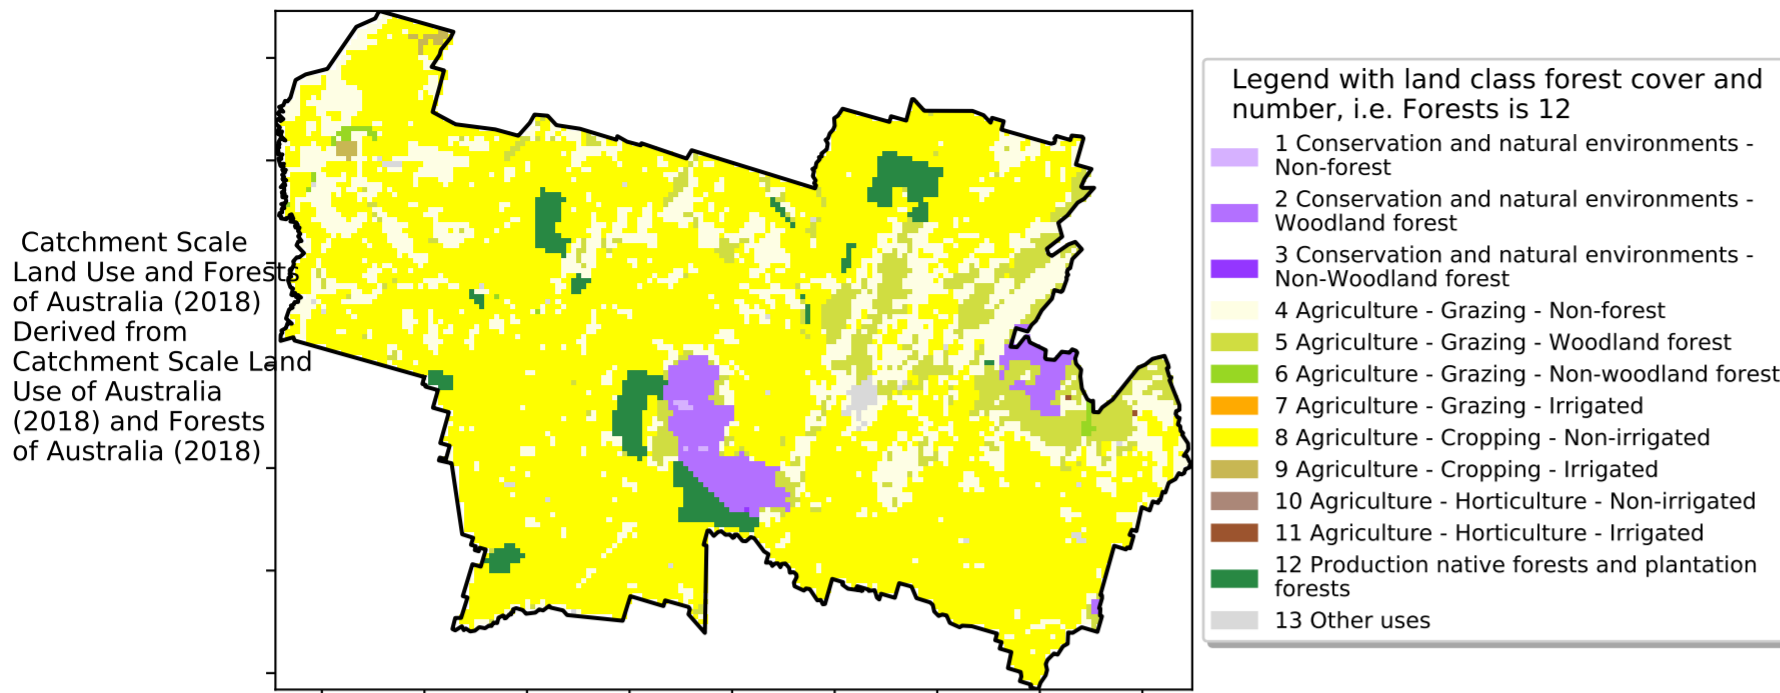 Catchment Scale
Land Use and Forests
of Australia (2018)
Derived from
Catchment Scale Land
Use of Australia
(2018) and Forests
of Australia (2018)
Legend with land class forest cover and
number, i.e. Forests is 12
1 Conservation and natural environments -
Non-forest
2 Conservation and natural environments -
Woodland forest
3 Conservation and natural environments -
Non-Woodland forest
4 Agriculture - Grazing - Non-forest
5 Agriculture - Grazing - Woodland forest
6 Agriculture - Grazing - Non-woodland forest
7 Agriculture - Grazing - Irrigated
8 Agriculture - Cropping - Non-irrigated
9 Agriculture - Cropping - Irrigated
10 Agriculture - Horticulture - Non-irrigated
11 Agriculture - Horticulture - Irrigated
12 Production native forests and plantation
forests
13 Other uses